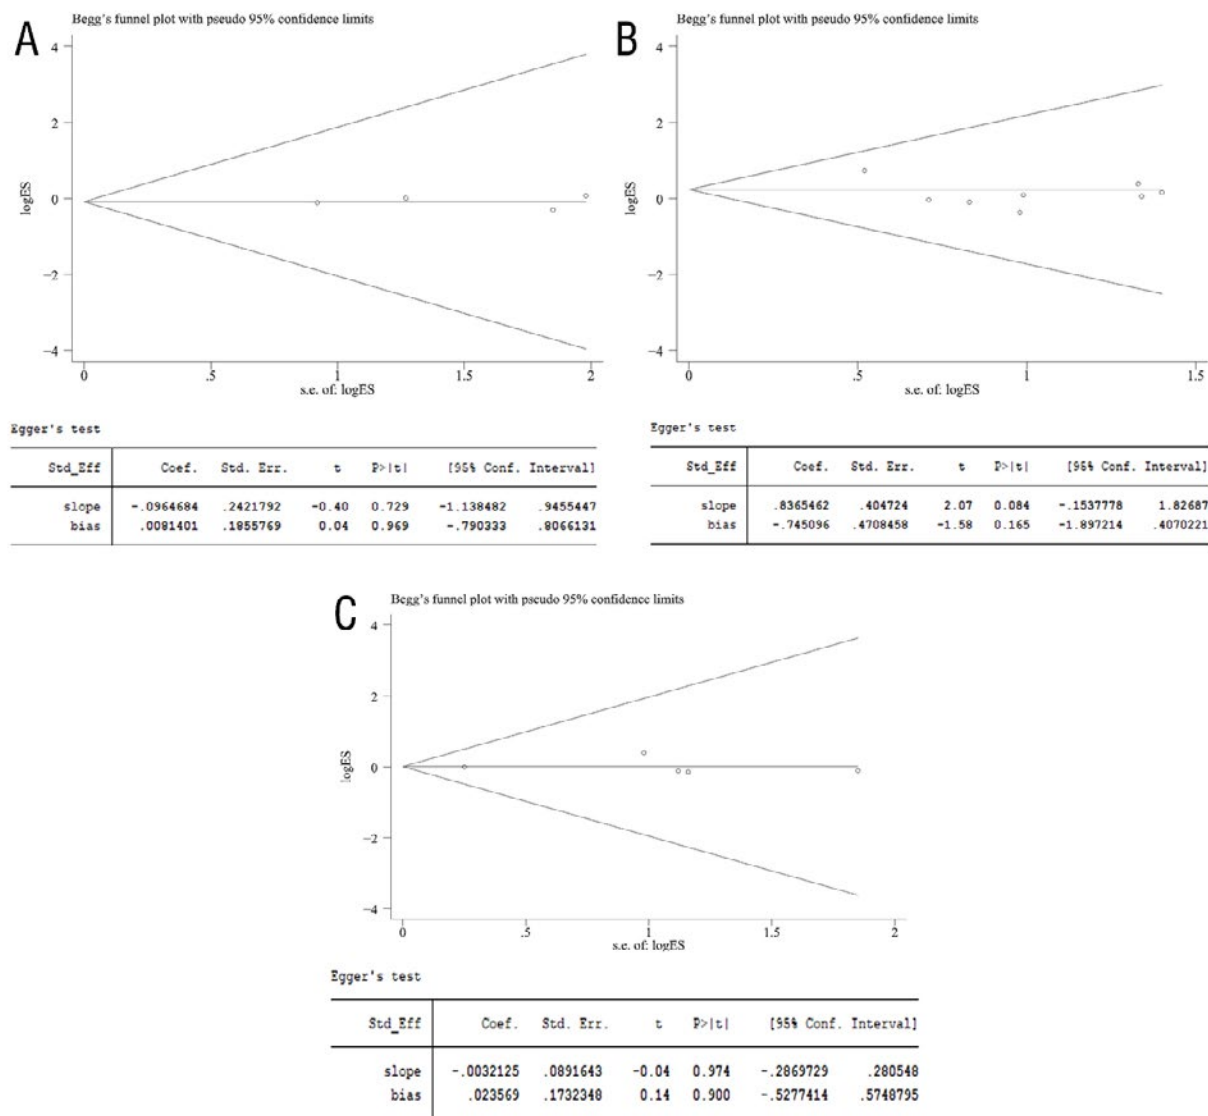 A
Begg's funnel plot with pseudo 95% confidence limits
logES
4
2
0
−2
−4
0 .5 1 1.5 2
s.e. of: logES
Egger's test
Std_Eff Coef. Std. Err. t P>|t| [95% Conf. Interval]
slope -.0964684 .2421792 -0.40 0.729 -1.138482 .9455447
bias .0081401 .1855769 0.04 0.969 -.790333 .8066131
B
Begg's funnel plot with pseudo 95% confidence limits
logES
4
2
0
−2
−4
0 .5 1 1.5
s.e. of: logES
Egger's test
Std_Eff Coef. Std. Err. t P>|t| [95% Conf. Interval]
slope .8365462 .404724 2.07 0.084 -.1537778 1.82687
bias -.745096 .4708458 -1.58 0.165 -1.897214 .4070221
C
Begg's funnel plot with pseudo 95% confidence limits
logES
4
2
0
−2
−4
0 .5 1 1.5 2
s.e. of: logES
Egger's test
Std_Eff Coef. Std. Err. t P>|t| [95% Conf. Interval]
slope -.0032125 .0891643 -0.04 0.974 -.2869729 .280548
bias .023569 .1732348 0.14 0.900 -.5277414 .5748795